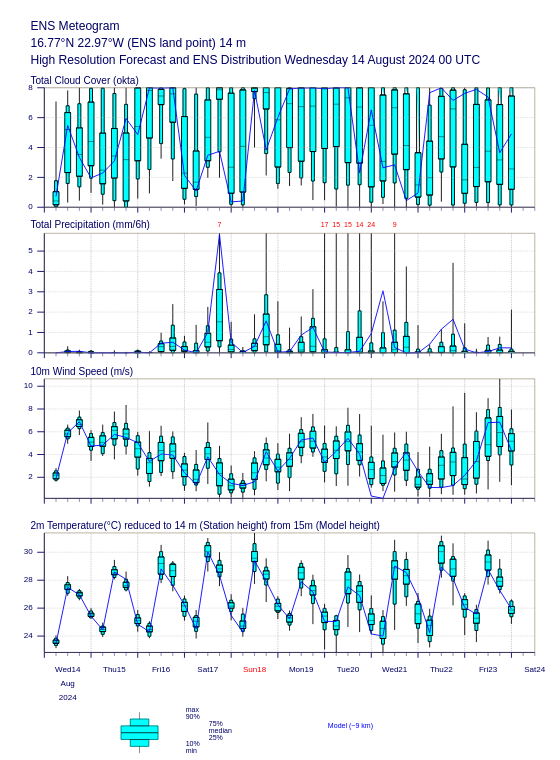 ENS Meteogram
16.77°N 22.97°W (ENS land point) 14 m
High Resolution Forecast and ENS Distribution Wednesday 14 August 2024 00 UTC
Total Cloud Cover (okta)
8
6
4
2
0
Total Precipitation (mm/6h)
7 17 15 15 14 24 9
5
4
3
2
1
0
10m Wind Speed (m/s)
10
8
6
4
2
2m Temperature(°C) reduced to 14 m (Station height) from 15m (Model height)
30
28
26
24
Wed14 Thu15 Fri16 Sat17 Sun18 Mon19 Tue20 Wed21 Thu22 Fri23 Sat24
Aug
2024
max
90%
75%
median
25%
10%
min
Model (~9 km)